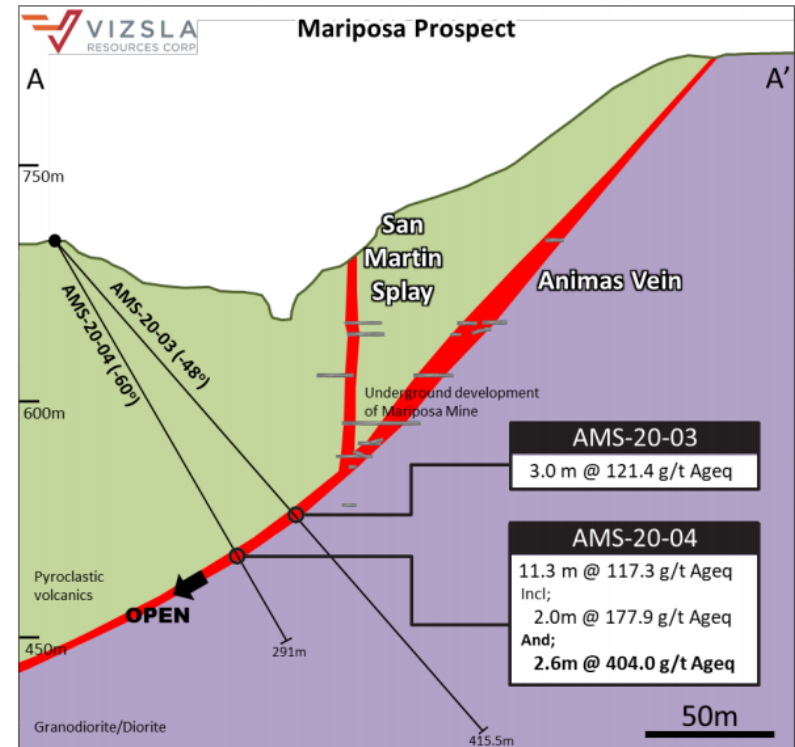 VIZSLA
RESOURCES CORP
Mariposa Prospect
A
A'
750m
San
Martin
Splay
Animas Vein
AMS-20-03 (-48°)
AMS-20-04 (-60°)
600m
Underground development
of Mariposa Mine
AMS-20-03
3.0 m @ 121.4 g/t Ageq
AMS-20-04
11.3 m @ 117.3 g/t Ageq
Incl;
2.0m @ 177.9 g/t Ageq
And;
2.6m @ 404.0 g/t Ageq
Pyroclastic
volcanics
OPEN
450m
291m
415.5m
Granodiorite/Diorite
50m